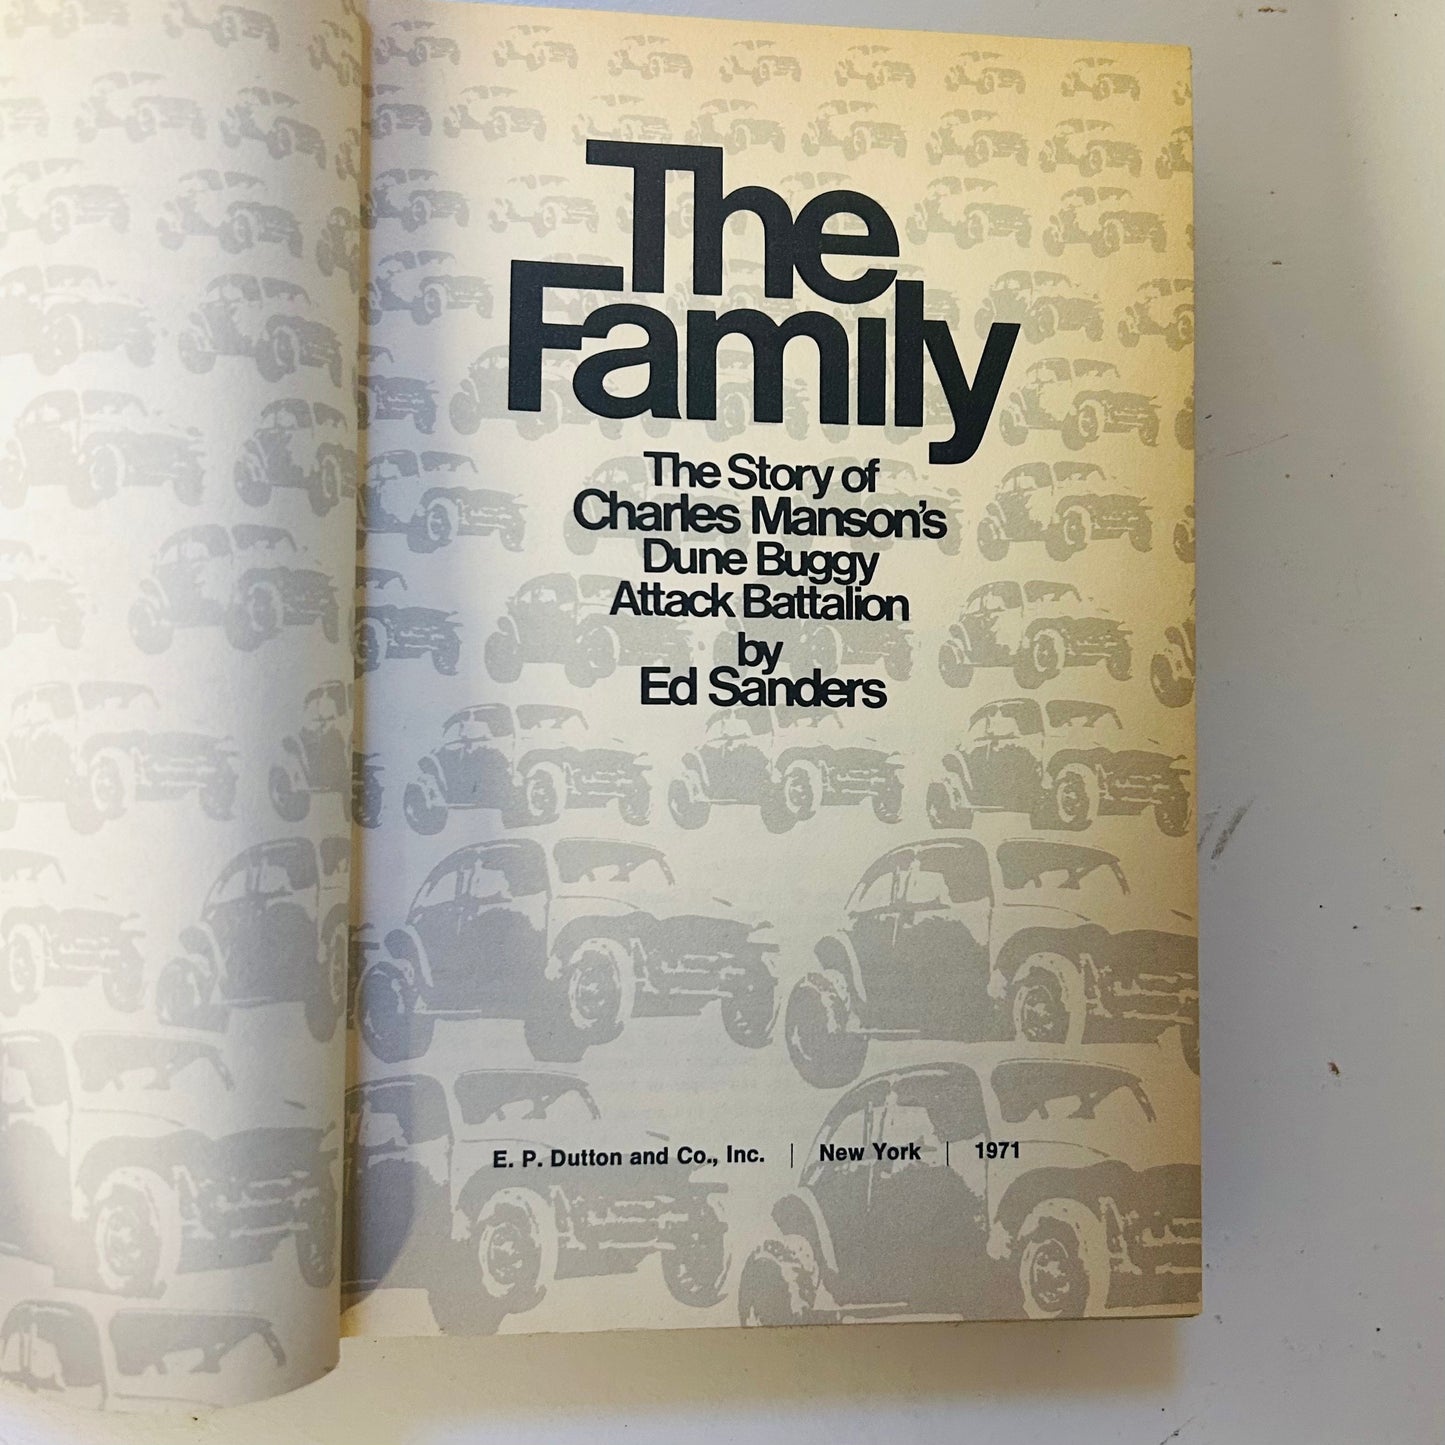 The
Family
The Story of
Charles Manson's
Dune Buggy
Attack Battalion
by
Ed Sanders
E. P. Dutton and Co., Inc. | New York | 1971